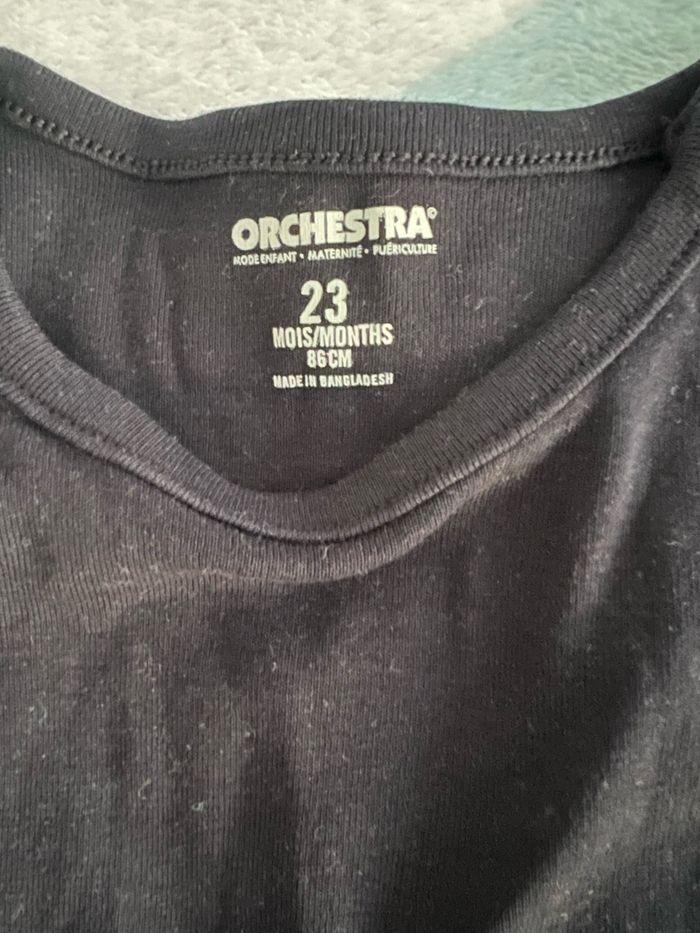 ORCHESTRA®
MODE ENFANT • MATERNITÉ • PUÉRICULTURE
23
MOIS/MONTHS
86CM
MADE IN BANGLADESH